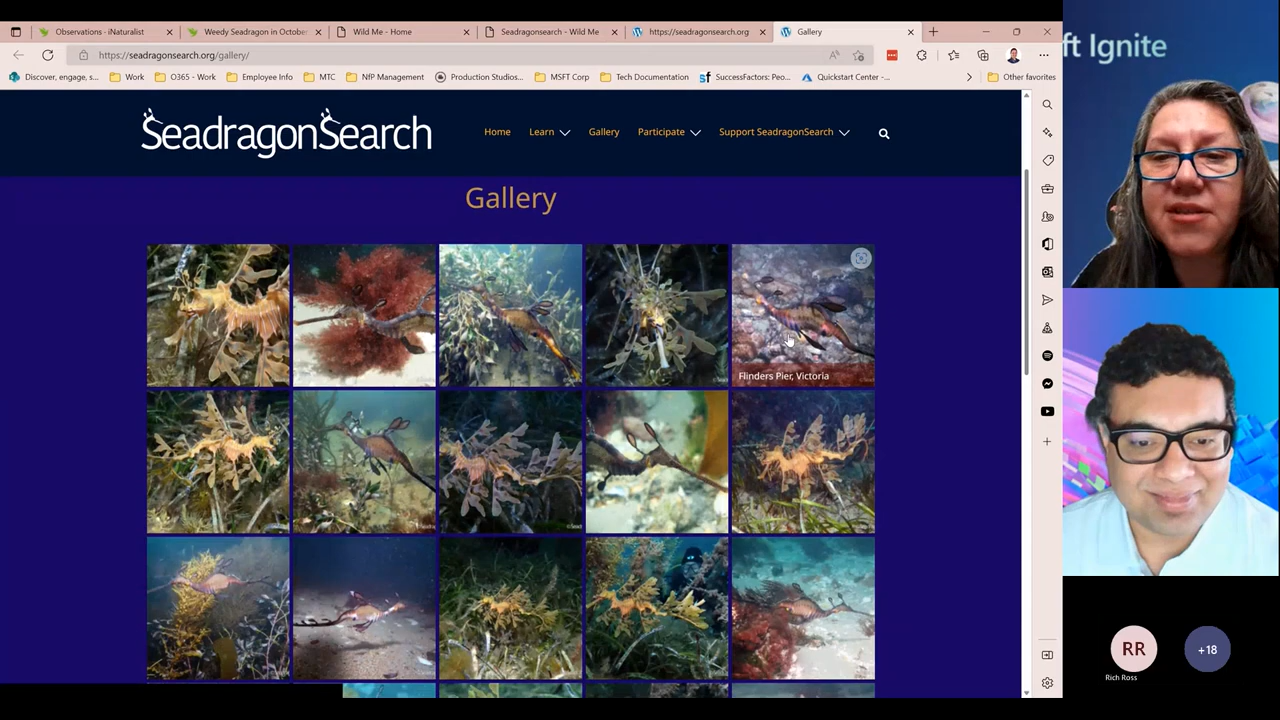 Observations - iNaturalist
Weedy Seadragon in October
Wild Me - Home
Seadragonsearch - Wild Me
https://seadragonsearch.org
Gallery
https://seadragonsearch.org/gallery/
Discover, engage, s...
Work
O365 - Work
Employee Info
MTC
NfP Management
Production Studios...
MSFT Corp
Tech Documentation
SuccessFactors: Peo...
Quickstart Center -...
Other favorites
SeadragonSearch
Home
Learn
Gallery
Participate
Support SeadragonSearch
Gallery
Flinders Pier, Victoria
ft Ignite
RR
+18
Rich Ross